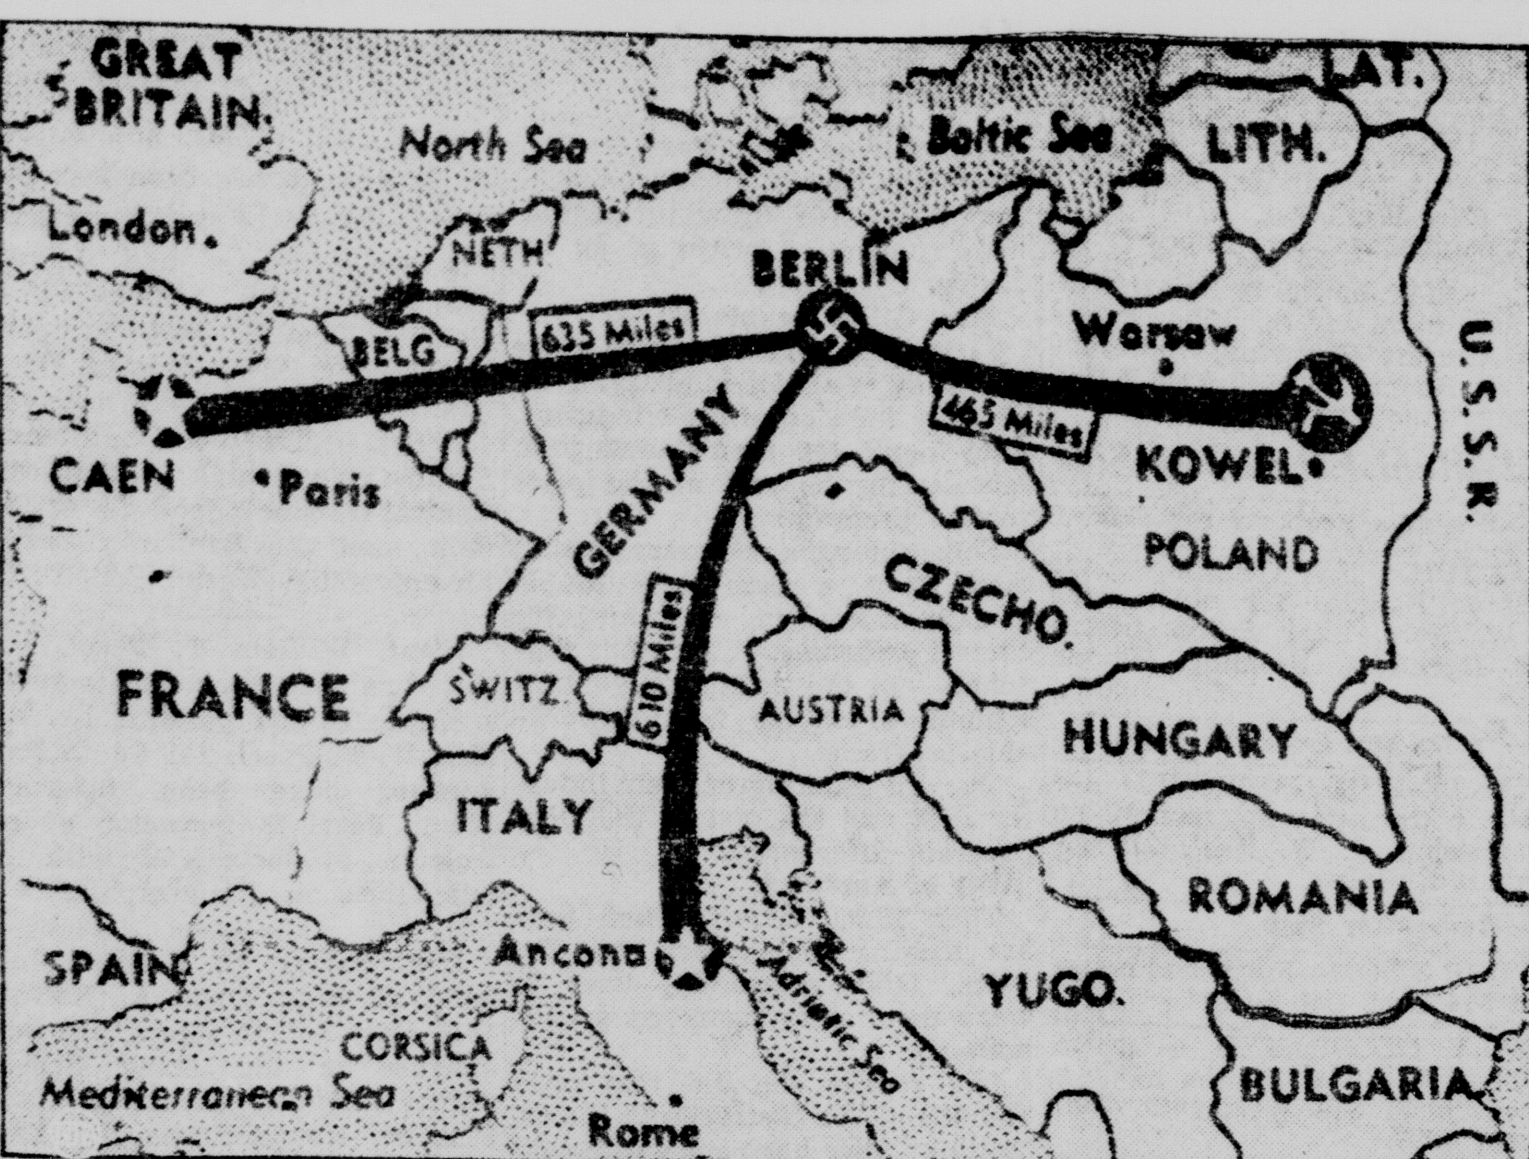 GREAT
BRITAIN.
North Sea
Baltic Sea
LAT.
LITH.
London.
NETH.
BERLIN
635 Miles
BELG.
Warsaw
U.S.S.R.
465 Miles
CAEN
Paris
KOWEL
GERMANY
POLAND
CZECHO.
610 Miles
FRANCE
SWITZ.
AUSTRIA
HUNGARY
ITALY
ROMANIA
SPAIN
Ancona
YUGO.
Adriatic Sea
CORSICA
Mediterranean Sea
BULGARIA
Rome